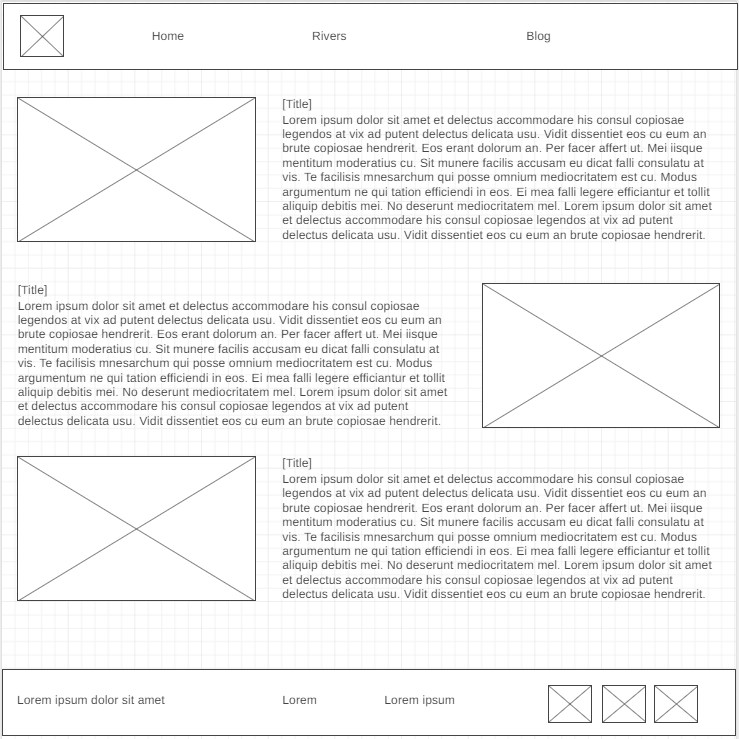 Home
Rivers
Blog
[Title]
Lorem ipsum dolor sit amet et delectus accommodare his consul copiosae
legendos at vix ad putent delectus delicata usu. Vidit dissentiet eos cu eum an
brute copiosae hendrerit. Eos erant dolorum an. Per facer affert ut. Mei iisque
mentitum moderatius cu. Sit munere facilis accusam eu dicat falli consulatu at
vis. Te facilisis mnesarchum qui posse omnium mediocritatem est cu. Modus
argumentum ne qui tation efficiendi in eos. Ei mea falli legere efficiantur et tollit
aliquip debitis mei. No deserunt mediocritatem mel. Lorem ipsum dolor sit amet
et delectus accommodare his consul copiosae legendos at vix ad putent
delectus delicata usu. Vidit dissentiet eos cu eum an brute copiosae hendrerit.
[Title]
Lorem ipsum dolor sit amet et delectus accommodare his consul copiosae
legendos at vix ad putent delectus delicata usu. Vidit dissentiet eos cu eum an
brute copiosae hendrerit. Eos erant dolorum an. Per facer affert ut. Mei iisque
mentitum moderatius cu. Sit munere facilis accusam eu dicat falli consulatu at
vis. Te facilisis mnesarchum qui posse omnium mediocritatem est cu. Modus
argumentum ne qui tation efficiendi in eos. Ei mea falli legere efficiantur et tollit
aliquip debitis mei. No deserunt mediocritatem mel. Lorem ipsum dolor sit amet
et delectus accommodare his consul copiosae legendos at vix ad putent
delectus delicata usu. Vidit dissentiet eos cu eum an brute copiosae hendrerit.
[Title]
Lorem ipsum dolor sit amet et delectus accommodare his consul copiosae
legendos at vix ad putent delectus delicata usu. Vidit dissentiet eos cu eum an
brute copiosae hendrerit. Eos erant dolorum an. Per facer affert ut. Mei iisque
mentitum moderatius cu. Sit munere facilis accusam eu dicat falli consulatu at
vis. Te facilisis mnesarchum qui posse omnium mediocritatem est cu. Modus
argumentum ne qui tation efficiendi in eos. Ei mea falli legere efficiantur et tollit
aliquip debitis mei. No deserunt mediocritatem mel. Lorem ipsum dolor sit amet
et delectus accommodare his consul copiosae legendos at vix ad putent
delectus delicata usu. Vidit dissentiet eos cu eum an brute copiosae hendrerit.
Lorem ipsum dolor sit amet
Lorem
Lorem ipsum